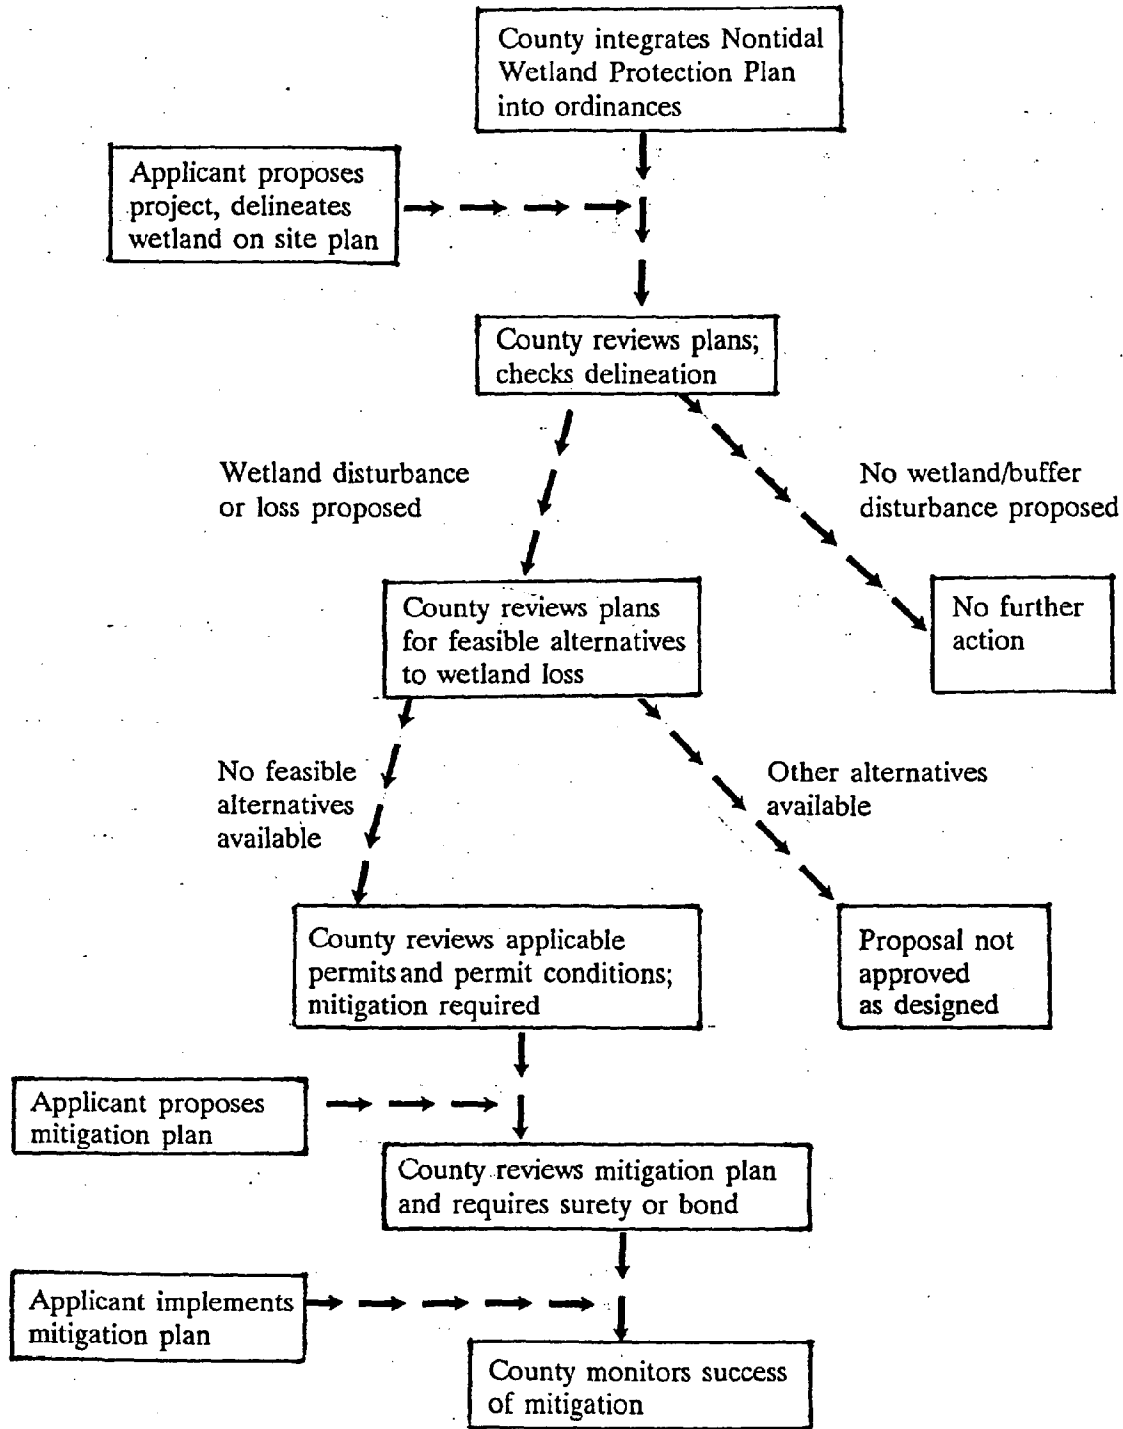 County integrates Nontidal
Wetland Protection Plan
into ordinances
Applicant proposes
project, delineates
wetland on site plan
County reviews plans;
checks delineation
Wetland disturbance
or loss proposed
No wetland/buffer
disturbance proposed
County reviews plans
for feasible alternatives
to wetland loss
No further
action
No feasible
alternatives
available
Other alternatives
available
County reviews applicable
permits and permit conditions;
mitigation required
Proposal not
approved
as designed
Applicant proposes
mitigation plan
County reviews mitigation plan
and requires surety or bond
Applicant implements
mitigation plan
County monitors success
of mitigation